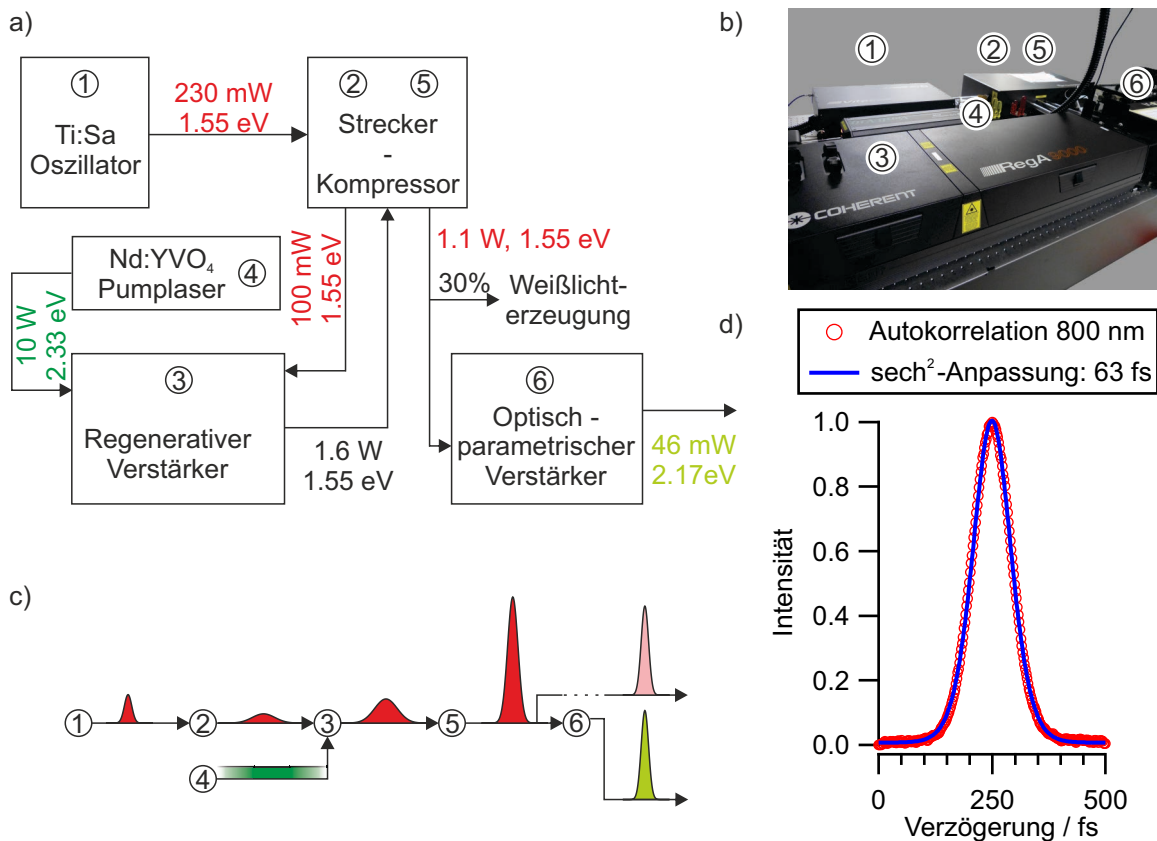 a)
①
Ti:Sa
Oszillator
230 mW
1.55 eV
② ⑤
Strecker
-
Kompressor
Nd:YVO₄
Pumplaser
④
10 W
2.33 eV
100 mW
1.55 eV
1.1 W, 1.55 eV
30%
Weißlicht-
erzeugung
③
Regenerativer
Verstärker
1.6 W
1.55 eV
⑥
Optisch -
parametrischer
Verstärker
46 mW
2.17eV
b)
①
②
⑤
⑥
④
③
COHERENT
RegA 9000
c)
①
②
③
⑤
⑥
④
d)
Autokorrelation 800 nm
sech²-Anpassung: 63 fs
Intensität
1.0
0.8
0.6
0.4
0.2
0.0
0
250
500
Verzögerung / fs